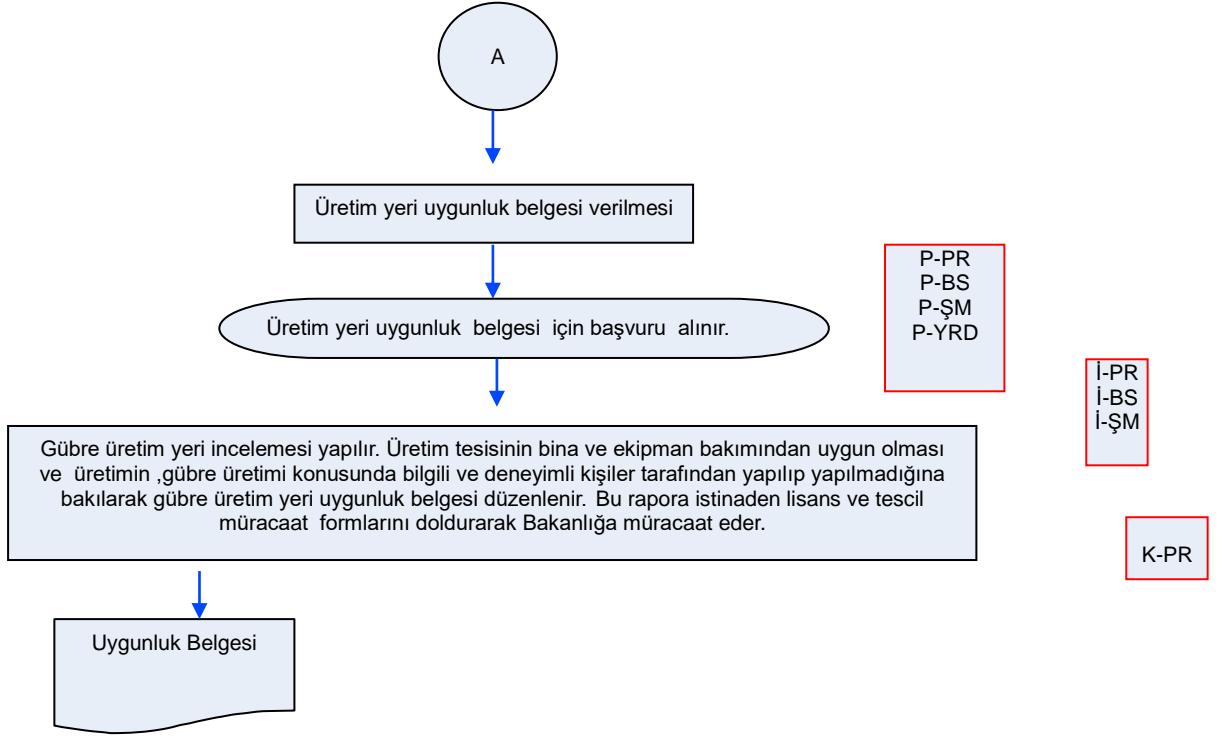 A
Üretim yeri uygunluk belgesi verilmesi
P-PR
P-BS
P-ŞM
P-YRD
Üretim yeri uygunluk belgesi için başvuru alınır.
İ-PR
İ-BS
İ-ŞM
Gübre üretim yeri incelemesi yapılır. Üretim tesisinin bina ve ekipman bakımından uygun olması
ve üretimin ,gübre üretimi konusunda bilgili ve deneyimli kişiler tarafından yapılıp yapılmadığına
bakılarak gübre üretim yeri uygunluk belgesi düzenlenir. Bu rapora istinaden lisans ve tescil
müracaat formlarını doldurarak Bakanlığa müracaat eder.
K-PR
Uygunluk Belgesi